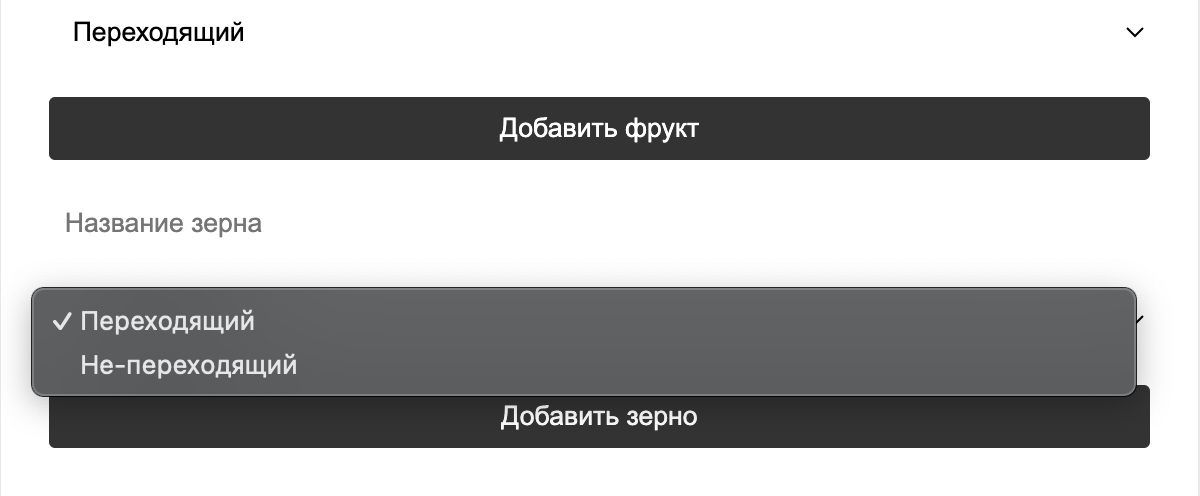 Переходящий
Добавить фрукт
Название зерна
Переходящий
Не-переходящий
Добавить зерно